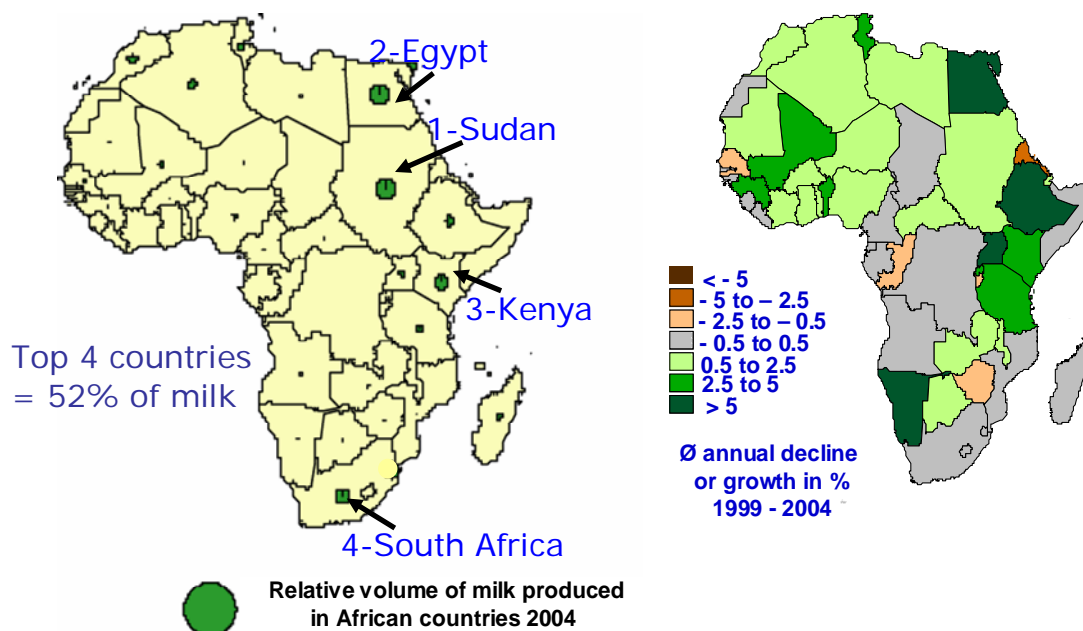 2-Egypt
1-Sudan
3-Kenya
Top 4 countries
= 52% of milk
4-South Africa
Relative volume of milk produced
in African countries 2004
< - 5
- 5 to – 2.5
- 2.5 to – 0.5
- 0.5 to 0.5
0.5 to 2.5
2.5 to 5
> 5
Ø annual decline
or growth in %
1999 - 2004